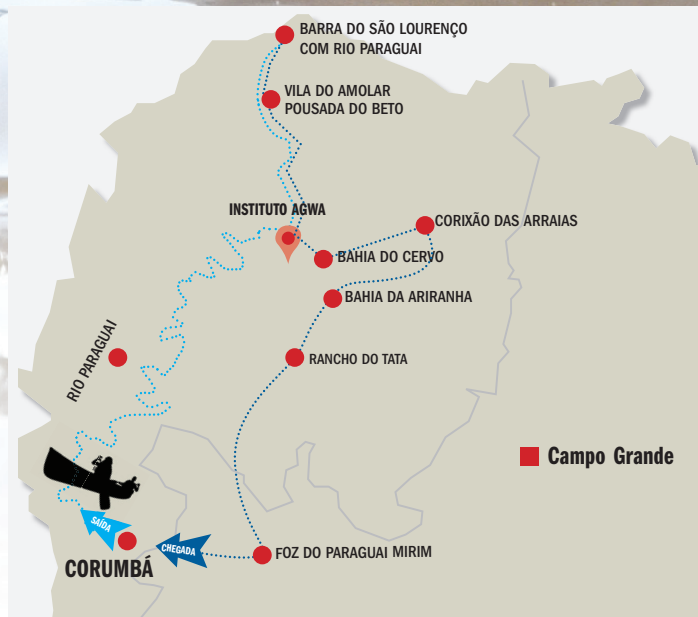 BARRA DO SÃO LOURENÇO
COM RIO PARAGUAI
VILA DO AMOLAR
POUSADA DO BETO
INSTITUTO AGWA
CORIXÃO DAS ARRAIAS
BAHIA DO CERVO
BAHIA DA ARIRANHA
RIO PARAGUAI
RANCHO DO TATA
Campo Grande
SAÍDA
CORUMBÁ
CHEGADA
FOZ DO PARAGUAI MIRIM